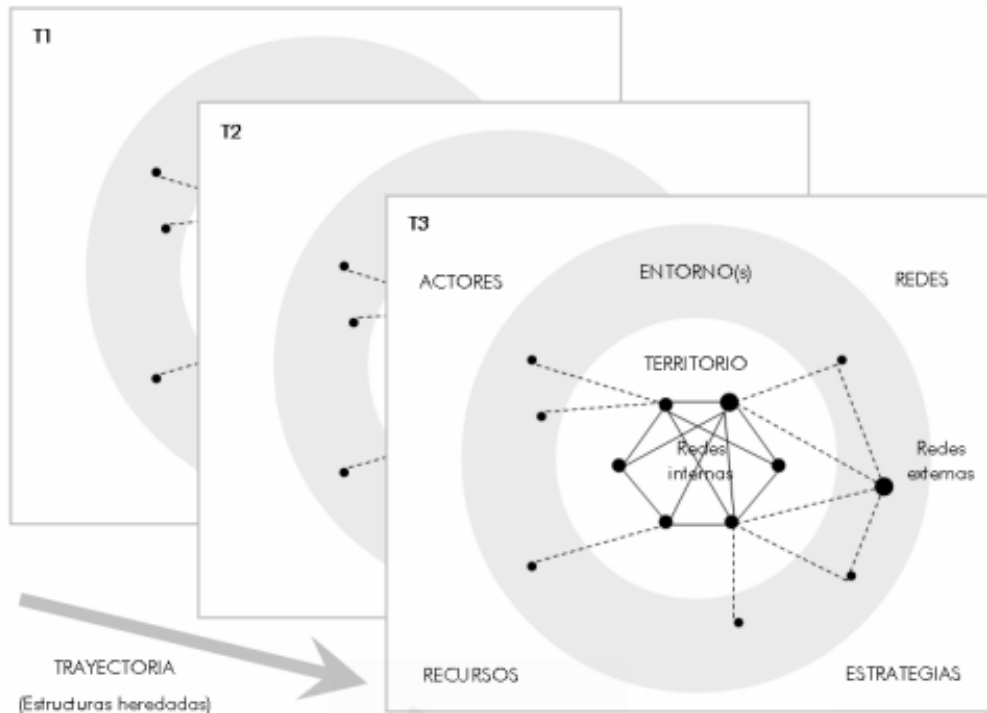 T1
T2
T3
ACTORES
ENTORNO(s)
REDES
TERRITORIO
Redes
internas
Redes
externas
TRAYECTORIA
(Estructuras heredadas)
RECURSOS
ESTRATEGIAS